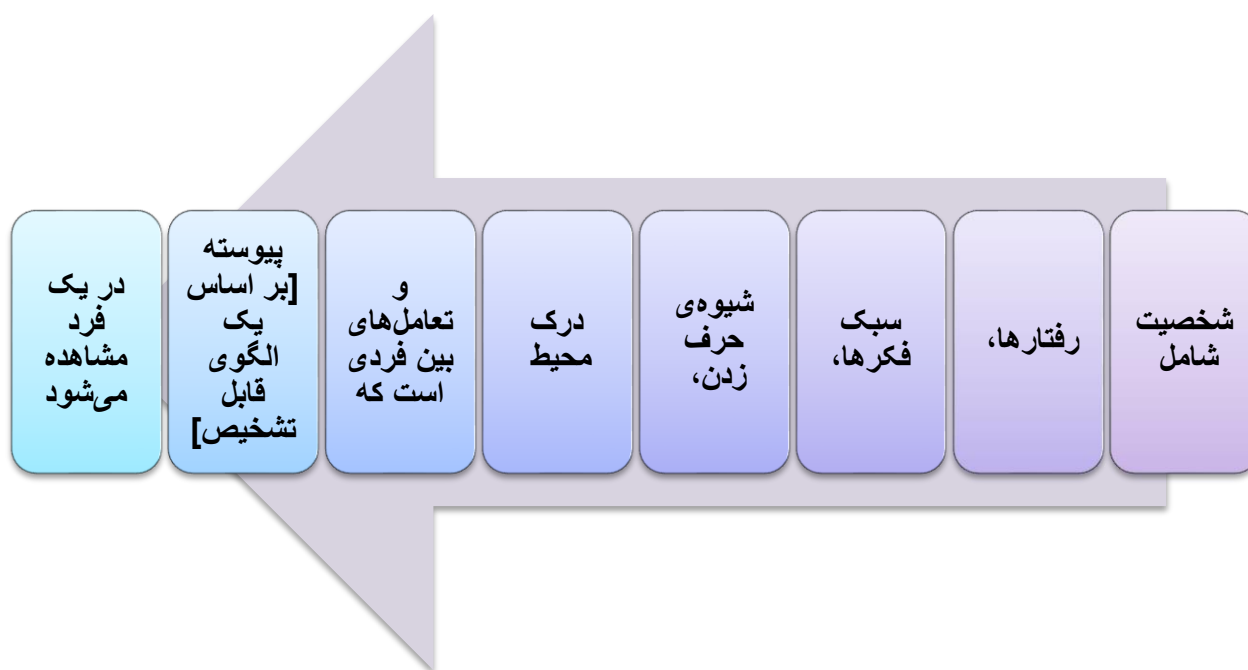 شخصیت
شامل
رفتارها،
سبک
فکرها،
شیوه‌ی
حرف
زدن،
درک
محیط
و
تعامل‌های
بین فردی
است که
پیوسته
[بر اساس
یک
الگوی
قابل
تشخیص]
در یک
فرد
مشاهده
می‌شود